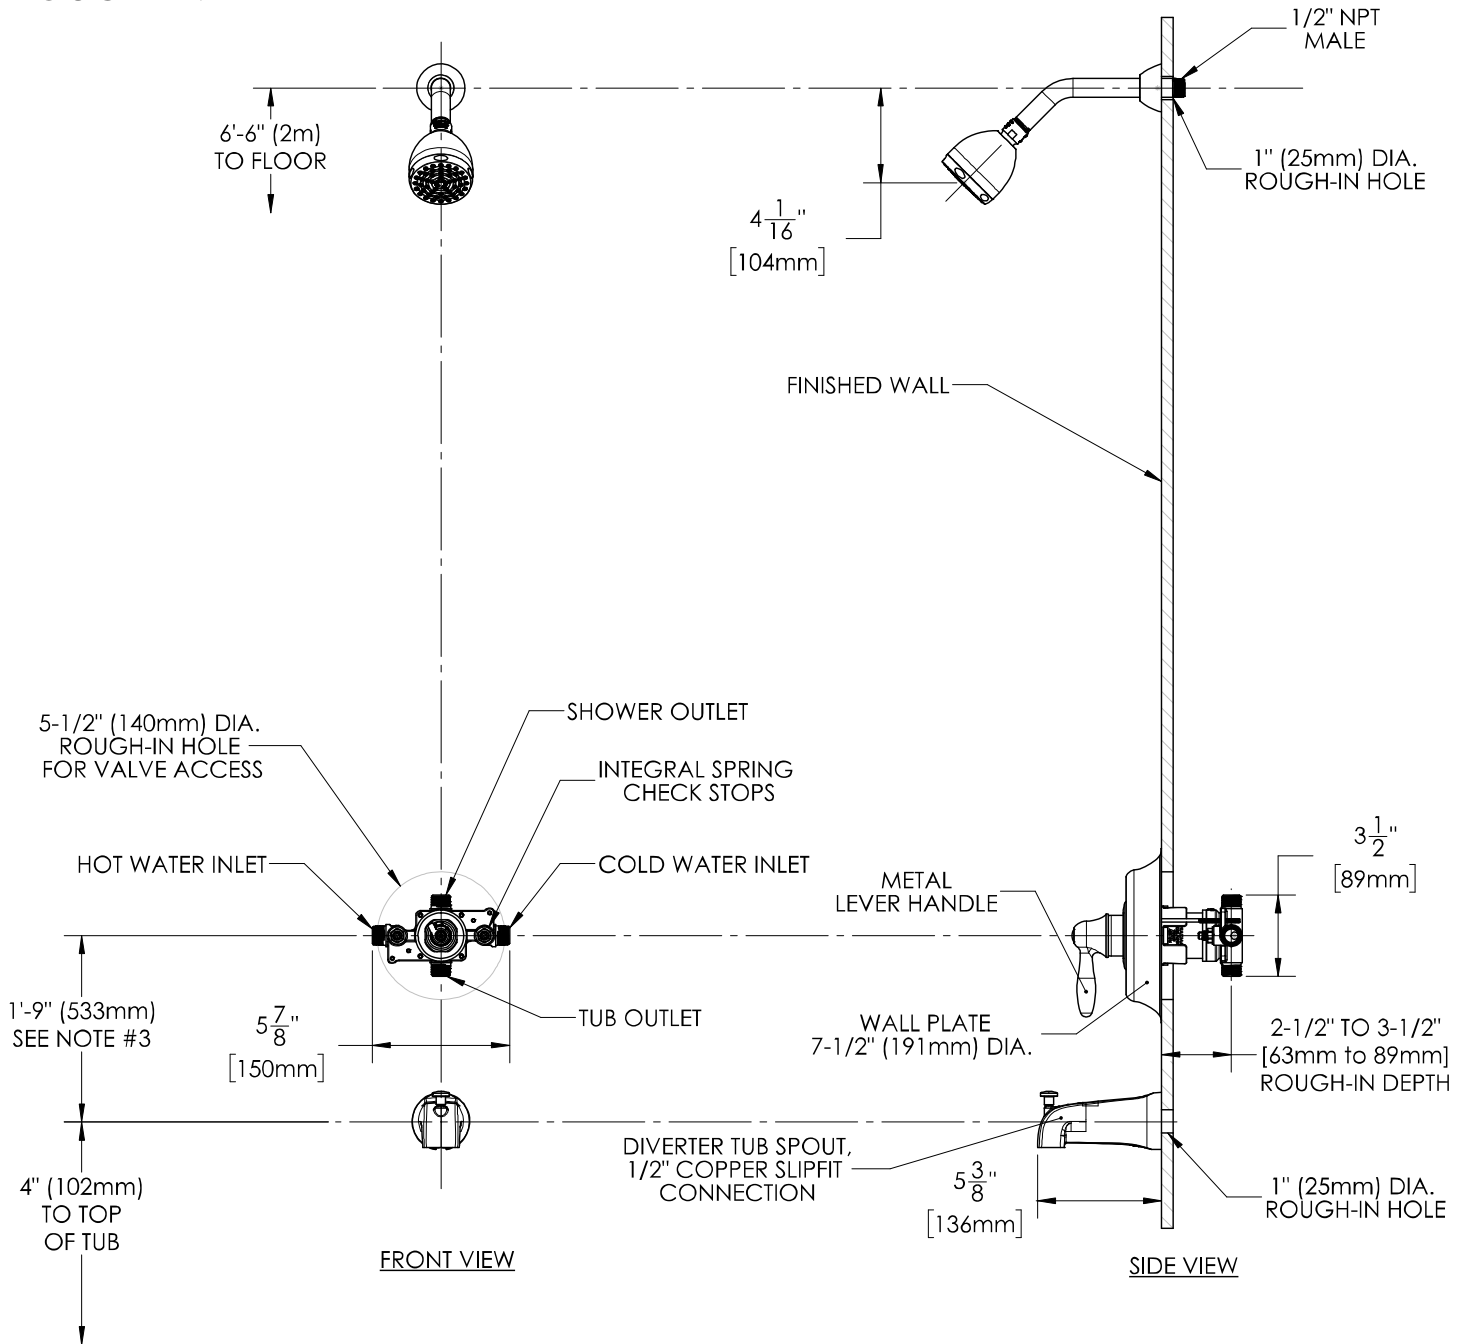 1/2" NPT
MALE
6'-6" (2m)
TO FLOOR
1" (25mm) DIA.
ROUGH-IN HOLE
4 1/16"
[104mm]
FINISHED WALL
5-1/2" (140mm) DIA.
ROUGH-IN HOLE
FOR VALVE ACCESS
SHOWER OUTLET
INTEGRAL SPRING
CHECK STOPS
HOT WATER INLET
COLD WATER INLET
METAL
LEVER HANDLE
3 1/2"
[89mm]
1'-9" (533mm)
SEE NOTE #3
5 7/8"
[150mm]
TUB OUTLET
WALL PLATE
7-1/2" (191mm) DIA.
2-1/2" TO 3-1/2"
[63mm to 89mm]
ROUGH-IN DEPTH
DIVERTER TUB SPOUT,
1/2" COPPER SLIPFIT
CONNECTION
5 3/8"
[136mm]
1" (25mm) DIA.
ROUGH-IN HOLE
4" (102mm)
TO TOP
OF TUB
FRONT VIEW
SIDE VIEW